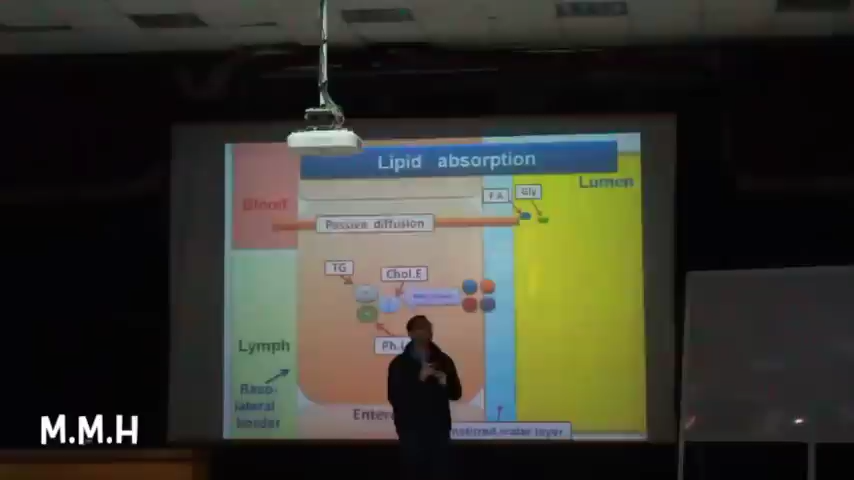 Lipid absorption
Lumen
F.A
Gly
Blood
Passive diffusion
TG
Chol.E
Lymph
Baso-
lateral
border
M.M.H